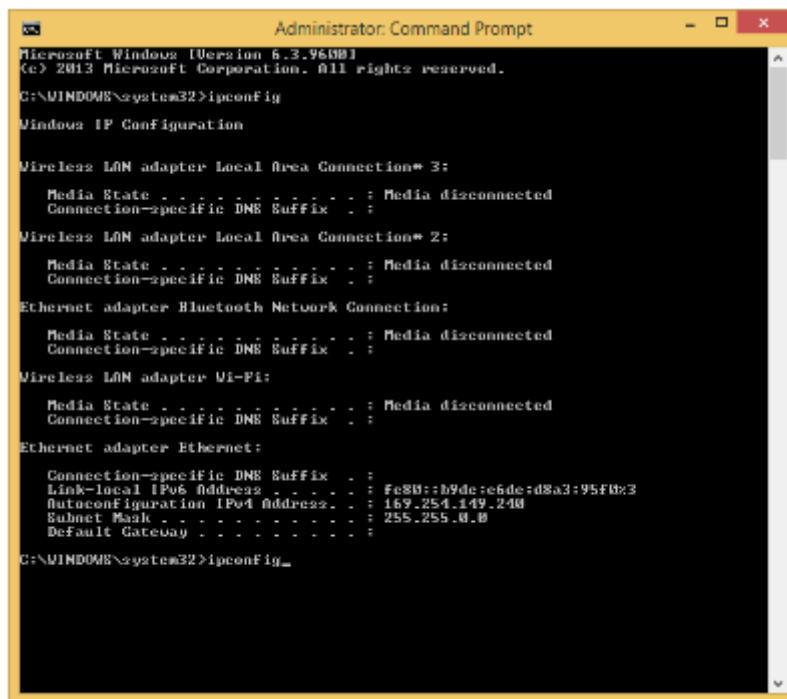 Administrator: Command Prompt
Microsoft Windows [Version 6.3.9600]
(c) 2013 Microsoft Corporation. All rights reserved.
C:\WINDOWS\system32>ipconfig
Windows IP Configuration
Wireless LAN adapter Local Area Connection* 3:
Media State . . . . . . . . . . . : Media disconnected
Connection-specific DNS Suffix . :
Wireless LAN adapter Local Area Connection* 2:
Media State . . . . . . . . . . . : Media disconnected
Connection-specific DNS Suffix . :
Ethernet adapter Bluetooth Network Connection:
Media State . . . . . . . . . . . : Media disconnected
Connection-specific DNS Suffix . :
Wireless LAN adapter Wi-Fi:
Media State . . . . . . . . . . . : Media disconnected
Connection-specific DNS Suffix . :
Ethernet adapter Ethernet:
Connection-specific DNS Suffix . :
Link-local IPv6 Address . . . . . : fe80::b9de:e6de:d8a3:95f0%3
Autoconfiguration IPv4 Address. . : 169.254.149.240
Subnet Mask . . . . . . . . . . . : 255.255.0.0
Default Gateway . . . . . . . . . :
C:\WINDOWS\system32>ipconfig_